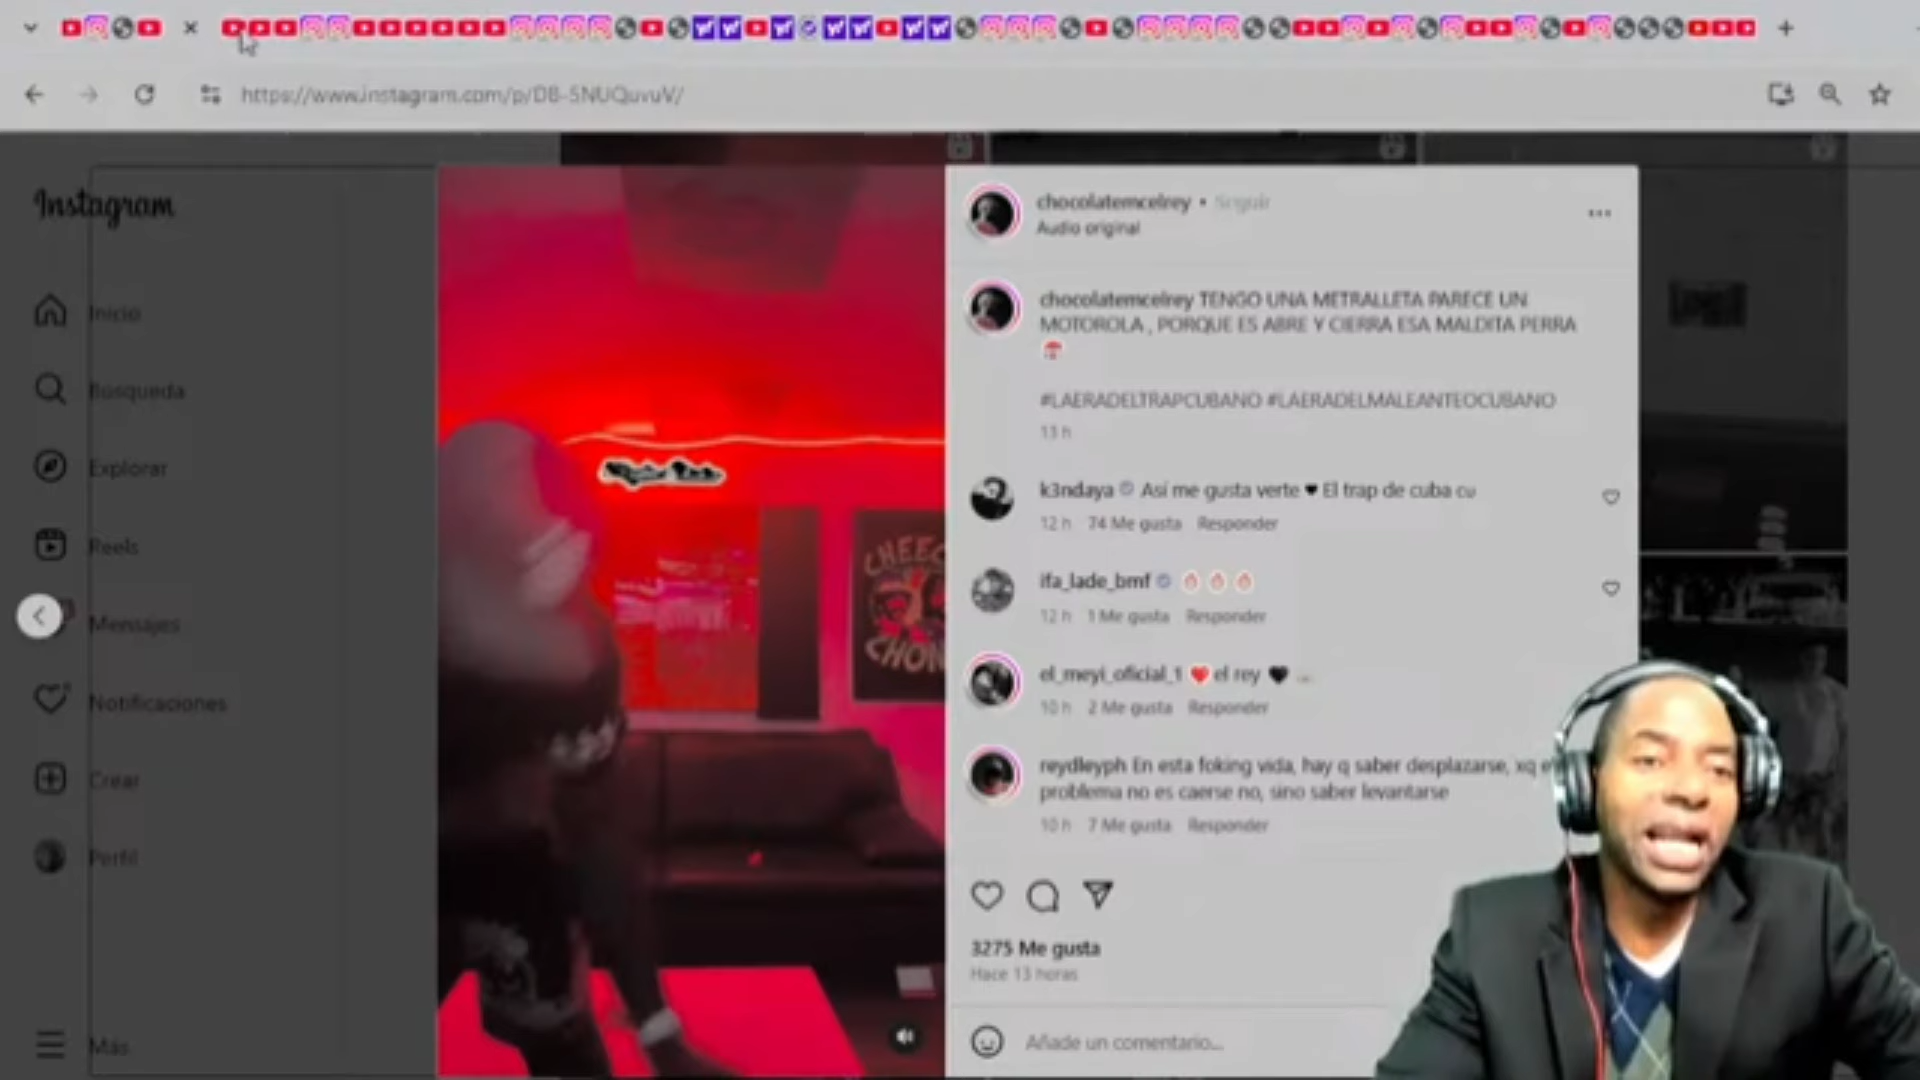 https://www.instagram.com/p/DB-5NUQuvuV/
Instagram
Inicio
Búsqueda
Explorar
Reels
Mensajes
Notificaciones
Crear
Perfil
Más
CHEECH
CHON
chocolatemcelrey • Seguir
Audio original
chocolatemcelrey TENGO UNA METRALLETA PARECE UN
MOTOROLA , PORQUE ES ABRE Y CIERRA ESA MALDITA PERRA
#LAERADELTRAPCUBANO #LAERADELMALEANTEOCUBANO
13 h
k3ndaya Así me gusta verte ♥ El trap de cuba cu
12 h 74 Me gusta Responder
ifa_lade_bmf 🔥🔥🔥
12 h 1 Me gusta Responder
el_meyi_oficial_1 ❤️ el rey 🖤
10 h 2 Me gusta Responder
reydleyph En esta foking vida, hay q saber desplazarse, xq e
problema no es caerse no, sino saber levantarse
10 h 7 Me gusta Responder
3275 Me gusta
Hace 13 horas
Añade un comentario...